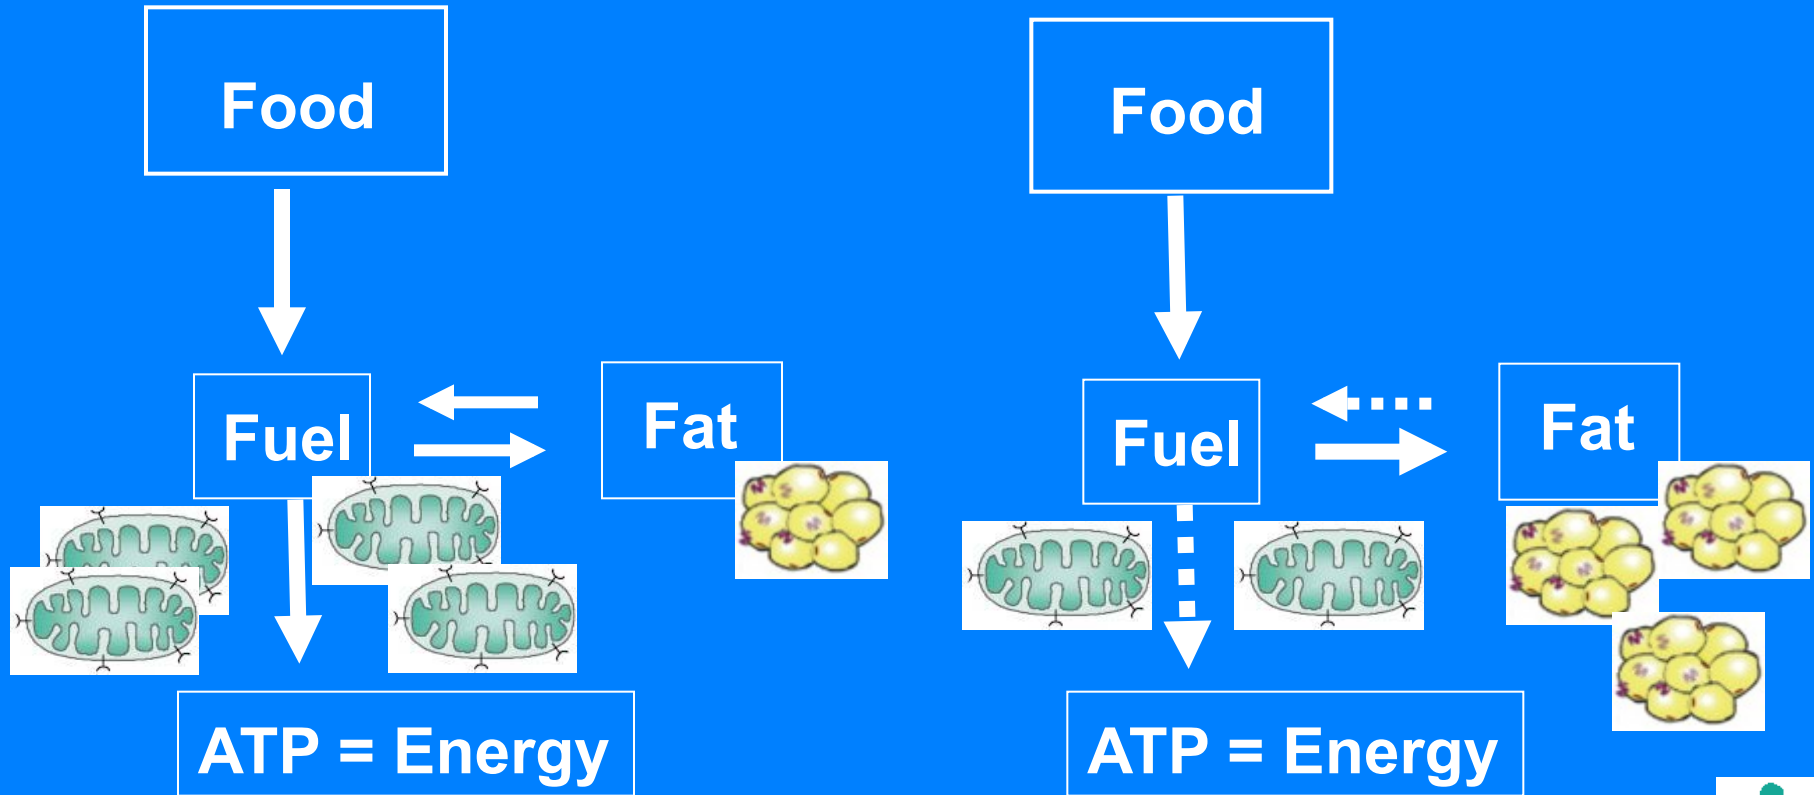 Food
Fuel
Fat
ATP = Energy
Food
Fuel
Fat
ATP = Energy